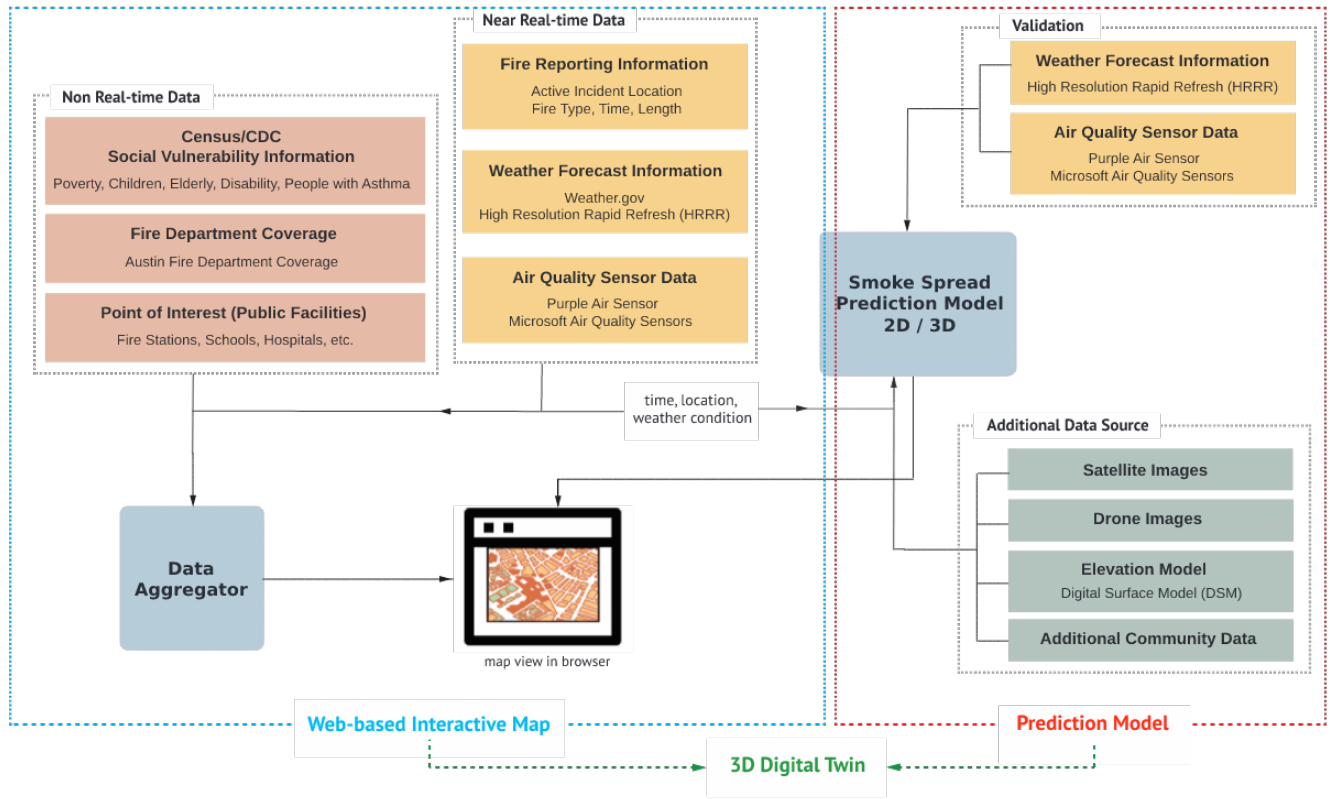 Non Real-time Data
Census/CDC
Social Vulnerability Information
Poverty, Children, Elderly, Disability, People with Asthma
Fire Department Coverage
Austin Fire Department Coverage
Point of Interest (Public Facilities)
Fire Stations, Schools, Hospitals, etc.
Near Real-time Data
Fire Reporting Information
Active Incident Location
Fire Type, Time, Length
Weather Forecast Information
Weather.gov
High Resolution Rapid Refresh (HRRR)
Air Quality Sensor Data
Purple Air Sensor
Microsoft Air Quality Sensors
time, location,
weather condition
Data
Aggregator
map view in browser
Validation
Weather Forecast Information
High Resolution Rapid Refresh (HRRR)
Air Quality Sensor Data
Purple Air Sensor
Microsoft Air Quality Sensors
Smoke Spread
Prediction Model
2D / 3D
Additional Data Source
Satellite Images
Drone Images
Elevation Model
Digital Surface Model (DSM)
Additional Community Data
Web-based Interactive Map
Prediction Model
3D Digital Twin